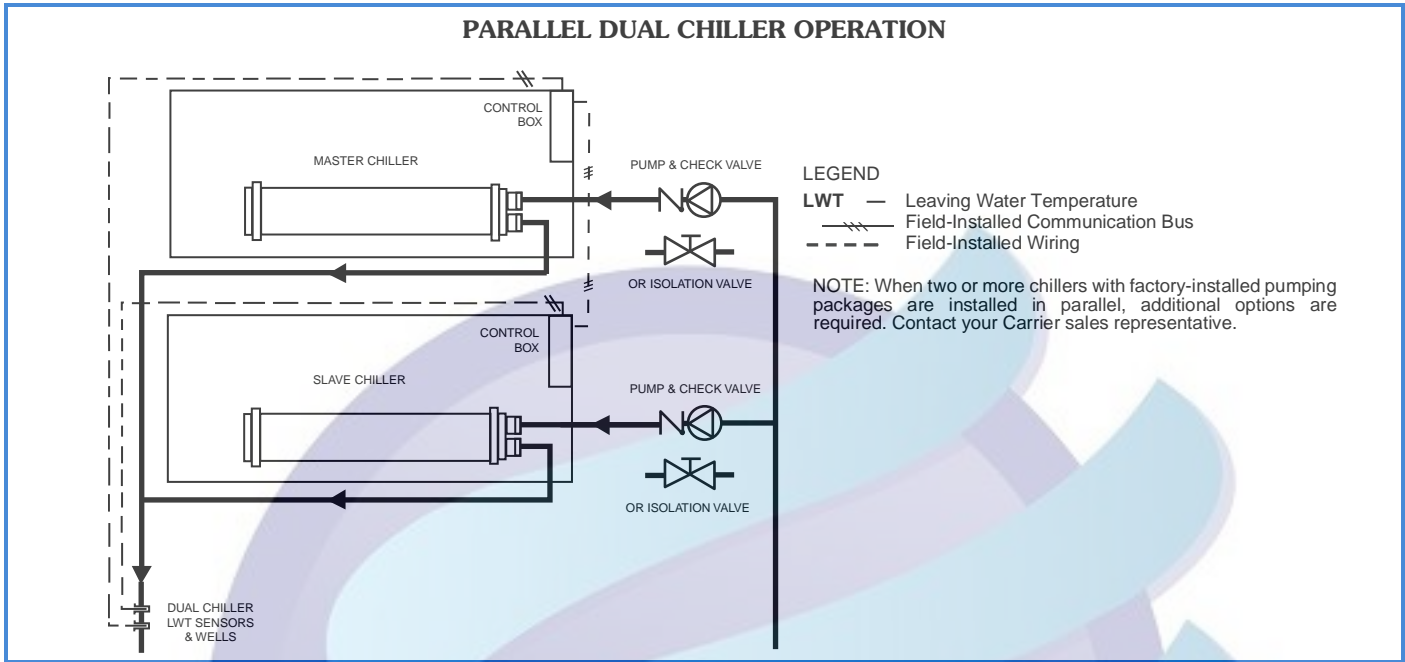 PARALLEL DUAL CHILLER OPERATION
CONTROL
BOX
MASTER CHILLER
PUMP & CHECK VALVE
OR ISOLATION VALVE
CONTROL
BOX
SLAVE CHILLER
PUMP & CHECK VALVE
OR ISOLATION VALVE
DUAL CHILLER
LWT SENSORS
& WELLS
LEGEND
LWT — Leaving Water Temperature
Field-Installed Communication Bus
Field-Installed Wiring
NOTE: When two or more chillers with factory-installed pumping
packages are installed in parallel, additional options are
required. Contact your Carrier sales representative.